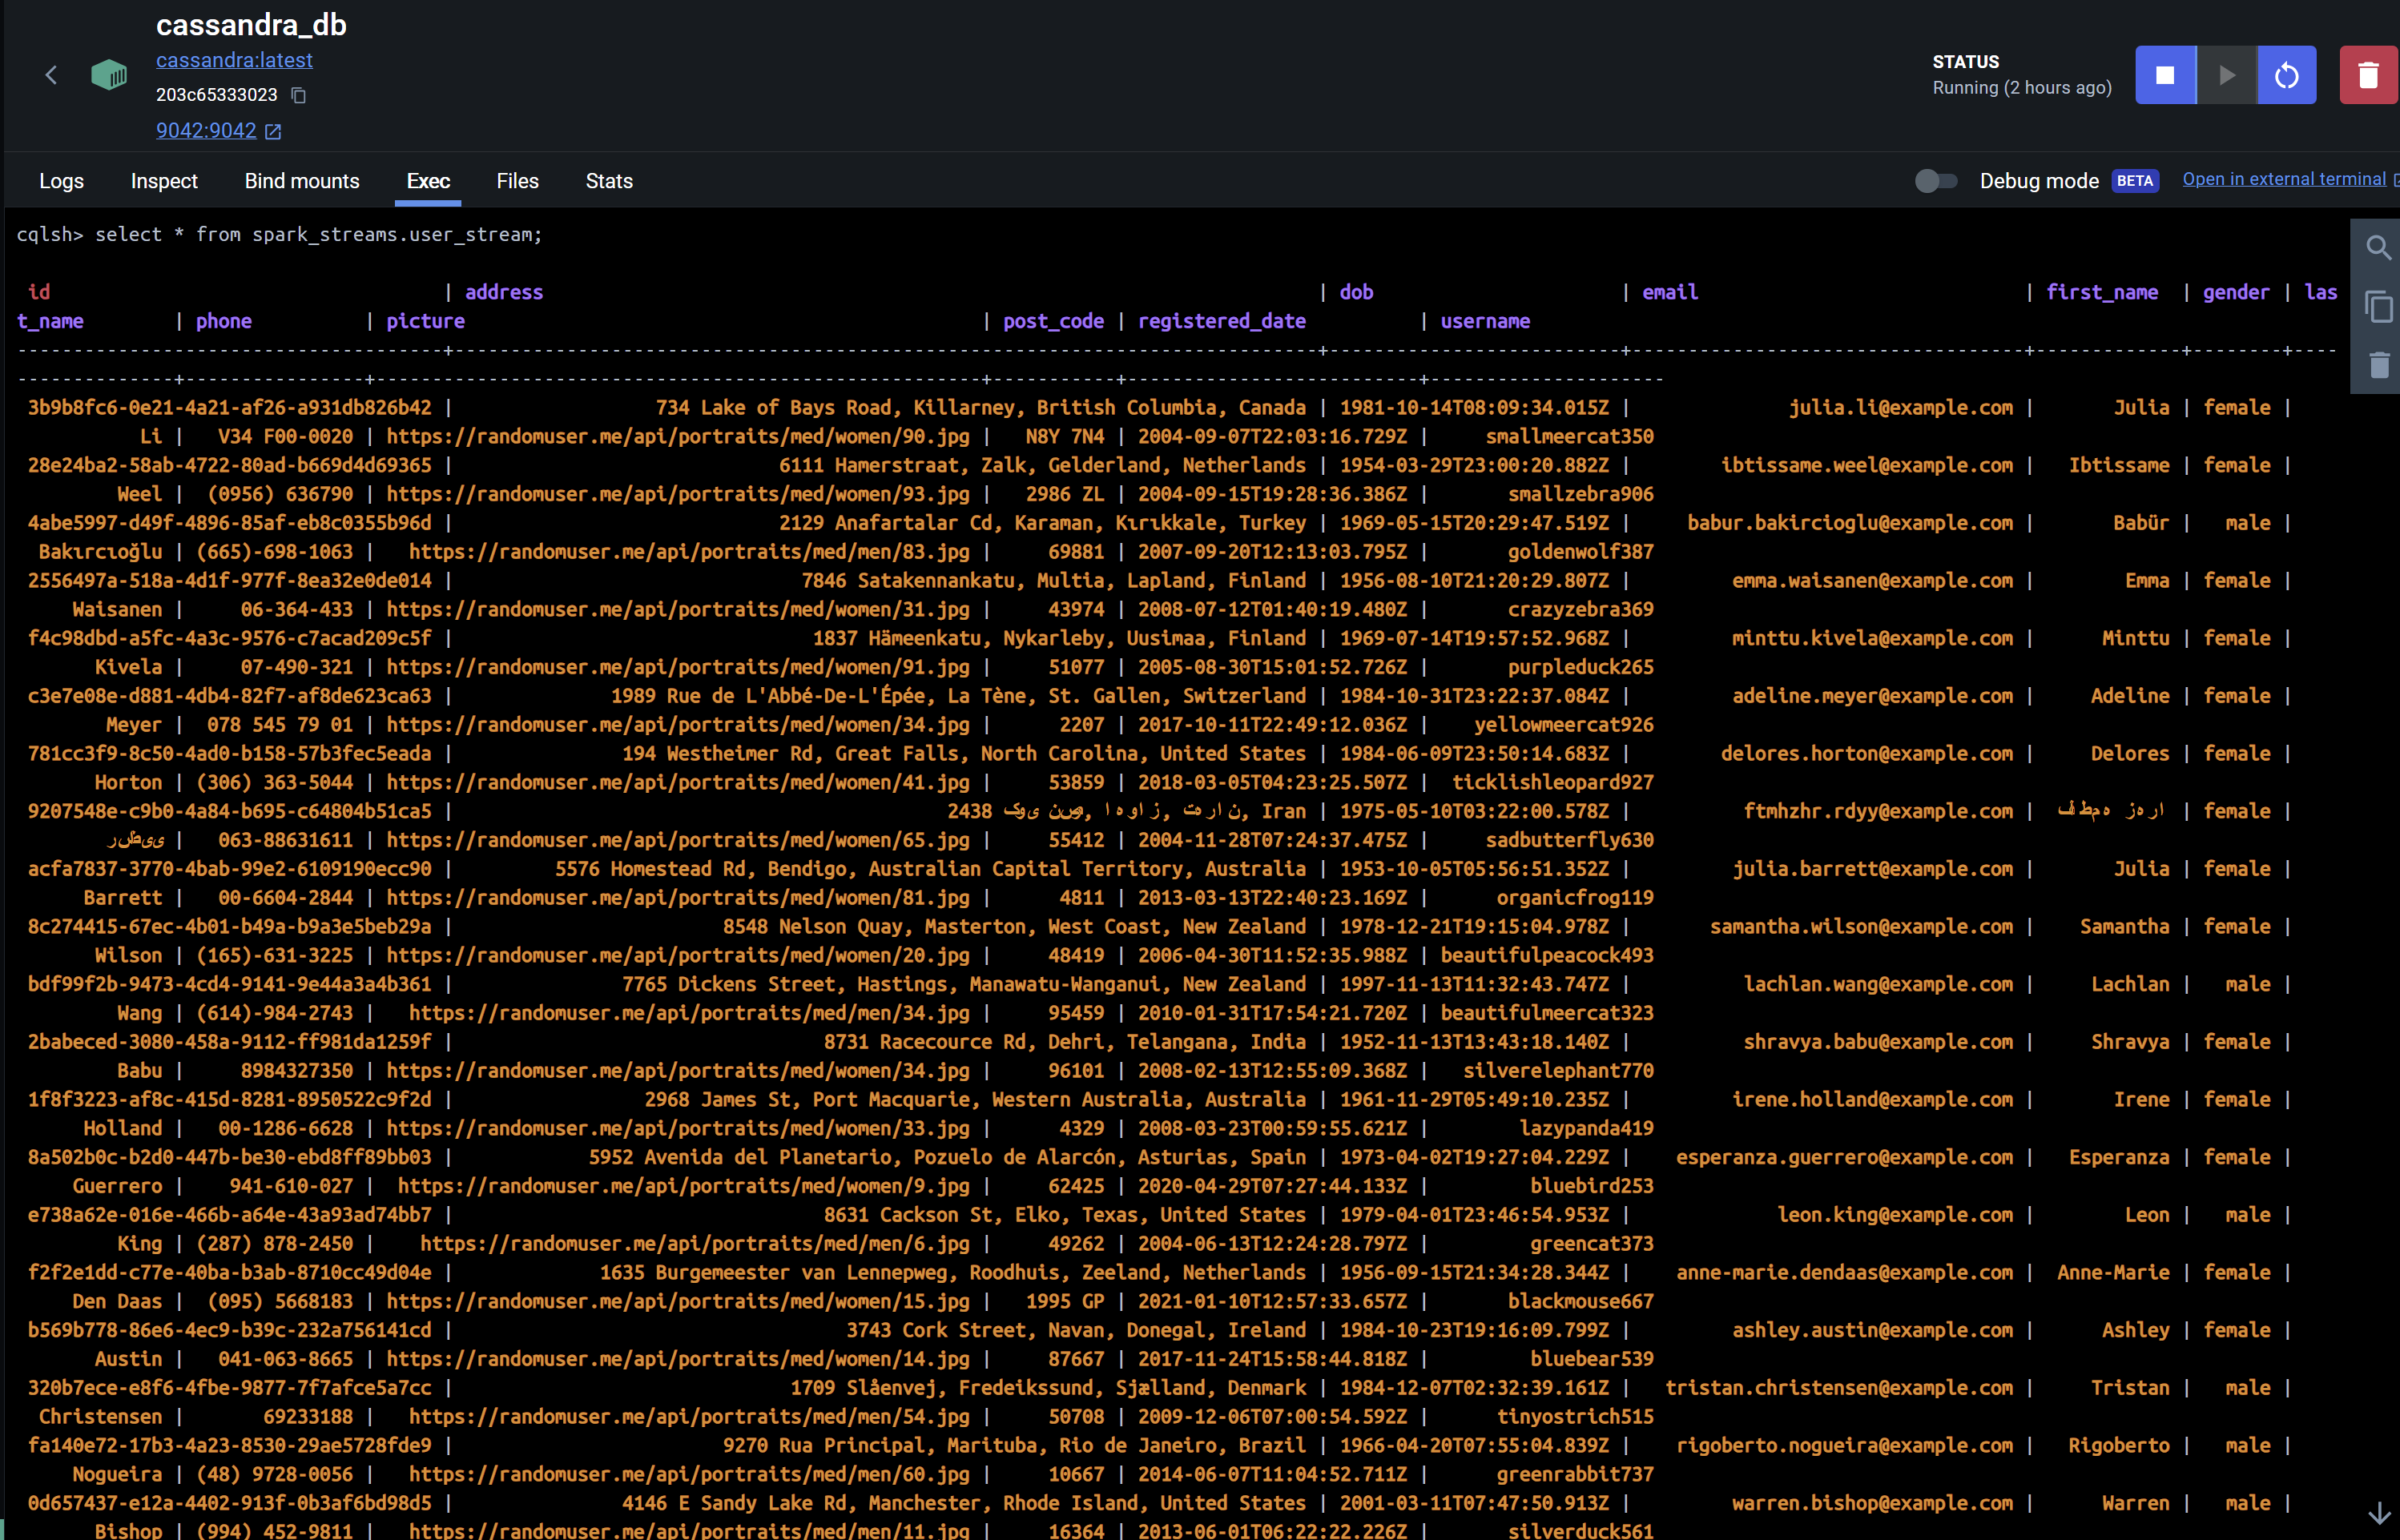 cassandra_db
cassandra:latest
203c65333023
9042:9042
STATUS
Running (2 hours ago)
Logs Inspect Bind mounts Exec Files Stats
Debug mode BETA Open in external terminal
cqlsh> select * from spark_streams.user_stream;
id | address | dob | email | first_name | gender | las
t_name | phone | picture | post_code | registered_date | username
3b9b8fc6-0e21-4a21-af26-a931db826b42 | 734 Lake of Bays Road, Killarney, British Columbia, Canada | 1981-10-14T08:09:34.015Z | julia.li@example.com | Julia | female |
Li | V34 F00-0020 | https://randomuser.me/api/portraits/med/women/90.jpg | N8Y 7N4 | 2004-09-07T22:03:16.729Z | smallmeercat350
28e24ba2-58ab-4722-80ad-b669d4d69365 | 6111 Hamerstraat, Zalk, Gelderland, Netherlands | 1954-03-29T23:00:20.882Z | ibtissame.weel@example.com | Ibtissame | female |
Weel | (0956) 636790 | https://randomuser.me/api/portraits/med/women/93.jpg | 2986 ZL | 2004-09-15T19:28:36.386Z | smallzebra906
4abe5997-d49f-4896-85af-eb8c0355b96d | 2129 Anafartalar Cd, Karaman, Kırıkkale, Turkey | 1969-05-15T20:29:47.519Z | babur.bakircioglu@example.com | Babür | male |
Bakırcıoğlu | (665)-698-1063 | https://randomuser.me/api/portraits/med/men/83.jpg | 69881 | 2007-09-20T12:13:03.795Z | goldenwolf387
2556497a-518a-4d1f-977f-8ea32e0de014 | 7846 Satakennankatu, Multia, Lapland, Finland | 1956-08-10T21:20:29.807Z | emma.waisanen@example.com | Emma | female |
Waisanen | 06-364-433 | https://randomuser.me/api/portraits/med/women/31.jpg | 43974 | 2008-07-12T01:40:19.480Z | crazyzebra369
f4c98dbd-a5fc-4a3c-9576-c7acad209c5f | 1837 Hämeenkatu, Nykarleby, Uusimaa, Finland | 1969-07-14T19:57:52.968Z | minttu.kivela@example.com | Minttu | female |
Kivela | 07-490-321 | https://randomuser.me/api/portraits/med/women/91.jpg | 51077 | 2005-08-30T15:01:52.726Z | purpleduck265
c3e7e08e-d881-4db4-82f7-af8de623ca63 | 1989 Rue de L'Abbé-De-L'Épée, La Tène, St. Gallen, Switzerland | 1984-10-31T23:22:37.084Z | adeline.meyer@example.com | Adeline | female |
Meyer | 078 545 79 01 | https://randomuser.me/api/portraits/med/women/34.jpg | 2207 | 2017-10-11T22:49:12.036Z | yellowmeercat926
781cc3f9-8c50-4ad0-b158-57b3fec5eada | 194 Westheimer Rd, Great Falls, North Carolina, United States | 1984-06-09T23:50:14.683Z | delores.horton@example.com | Delores | female |
Horton | (306) 363-5044 | https://randomuser.me/api/portraits/med/women/41.jpg | 53859 | 2018-03-05T04:23:25.507Z | ticklishleopard927
9207548e-c9b0-4a84-b695-c64804b51ca5 | 2438 Iran | 1975-05-10T03:22:00.578Z | ftmhzhr.rdyy@example.com | | female |
| 063-88631611 | https://randomuser.me/api/portraits/med/women/65.jpg | 55412 | 2004-11-28T07:24:37.475Z | sadbutterfly630
acfa7837-3770-4bab-99e2-6109190ecc90 | 5576 Homestead Rd, Bendigo, Australian Capital Territory, Australia | 1953-10-05T05:56:51.352Z | julia.barrett@example.com | Julia | female |
Barrett | 00-6604-2844 | https://randomuser.me/api/portraits/med/women/81.jpg | 4811 | 2013-03-13T22:40:23.169Z | organicfrog119
8c274415-67ec-4b01-b49a-b9a3e5beb29a | 8548 Nelson Quay, Masterton, West Coast, New Zealand | 1978-12-21T19:15:04.978Z | samantha.wilson@example.com | Samantha | female |
Wilson | (165)-631-3225 | https://randomuser.me/api/portraits/med/women/20.jpg | 48419 | 2006-04-30T11:52:35.988Z | beautifulpeacock493
bdf99f2b-9473-4cd4-9141-9e44a3a4b361 | 7765 Dickens Street, Hastings, Manawatu-Wanganui, New Zealand | 1997-11-13T11:32:43.747Z | lachlan.wang@example.com | Lachlan | male |
Wang | (614)-984-2743 | https://randomuser.me/api/portraits/med/men/34.jpg | 95459 | 2010-01-31T17:54:21.720Z | beautifulmeercat323
2babeced-3080-458a-9112-ff981da1259f | 8731 Racecource Rd, Dehri, Telangana, India | 1952-11-13T13:43:18.140Z | shravya.babu@example.com | Shravya | female |
Babu | 8984327350 | https://randomuser.me/api/portraits/med/women/34.jpg | 96101 | 2008-02-13T12:55:09.368Z | silverelephant770
1f8f3223-af8c-415d-8281-8950522c9f2d | 2968 James St, Port Macquarie, Western Australia, Australia | 1961-11-29T05:49:10.235Z | irene.holland@example.com | Irene | female |
Holland | 00-1286-6628 | https://randomuser.me/api/portraits/med/women/33.jpg | 4329 | 2008-03-23T00:59:55.621Z | lazypanda419
8a502b0c-b2d0-447b-be30-ebd8ff89bb03 | 5952 Avenida del Planetario, Pozuelo de Alarcón, Asturias, Spain | 1973-04-02T19:27:04.229Z | esperanza.guerrero@example.com | Esperanza | female |
Guerrero | 941-610-027 | https://randomuser.me/api/portraits/med/women/9.jpg | 62425 | 2020-04-29T07:27:44.133Z | bluebird253
e738a62e-016e-466b-a64e-43a93ad74bb7 | 8631 Cackson St, Elko, Texas, United States | 1979-04-01T23:46:54.953Z | leon.king@example.com | Leon | male |
King | (287) 878-2450 | https://randomuser.me/api/portraits/med/men/6.jpg | 49262 | 2004-06-13T12:24:28.797Z | greencat373
f2f2e1dd-c77e-40ba-b3ab-8710cc49d04e | 1635 Burgemeester van Lennepweg, Roodhuis, Zeeland, Netherlands | 1956-09-15T21:34:28.344Z | anne-marie.dendaas@example.com | Anne-Marie | female |
Den Daas | (095) 5668183 | https://randomuser.me/api/portraits/med/women/15.jpg | 1995 GP | 2021-01-10T12:57:33.657Z | blackmouse667
b569b778-86e6-4ec9-b39c-232a756141cd | 3743 Cork Street, Navan, Donegal, Ireland | 1984-10-23T19:16:09.799Z | ashley.austin@example.com | Ashley | female |
Austin | 041-063-8665 | https://randomuser.me/api/portraits/med/women/14.jpg | 87667 | 2017-11-24T15:58:44.818Z | bluebear539
320b7ece-e8f6-4fbe-9877-7f7afce5a7cc | 1709 Slåenvej, Fredeikssund, Sjælland, Denmark | 1984-12-07T02:32:39.161Z | tristan.christensen@example.com | Tristan | male |
Christensen | 69233188 | https://randomuser.me/api/portraits/med/men/54.jpg | 50708 | 2009-12-06T07:00:54.592Z | tinyostrich515
fa140e72-17b3-4a23-8530-29ae5728fde9 | 9270 Rua Principal, Marituba, Rio de Janeiro, Brazil | 1966-04-20T07:55:04.839Z | rigoberto.nogueira@example.com | Rigoberto | male |
Nogueira | (48) 9728-0056 | https://randomuser.me/api/portraits/med/men/60.jpg | 10667 | 2014-06-07T11:04:52.711Z | greenrabbit737
0d657437-e12a-4402-913f-0b3af6bd98d5 | 4146 E Sandy Lake Rd, Manchester, Rhode Island, United States | 2001-03-11T07:47:50.913Z | warren.bishop@example.com | Warren | male |
Bishop | (994) 452-9811 | https://randomuser.me/api/portraits/med/men/11.jpg | 16364 | 2013-06-01T06:22:22.226Z | silverduck561